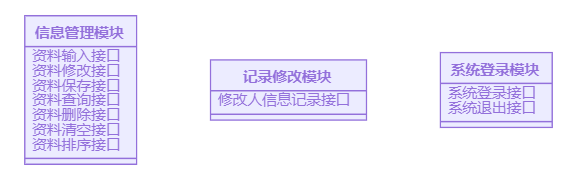 信息管理模块
资料输入接口
资料修改接口
资料保存接口
资料查询接口
资料删除接口
资料清空接口
资料排序接口
记录修改模块
修改人信息记录接口
系统登录模块
系统登录接口
系统退出接口